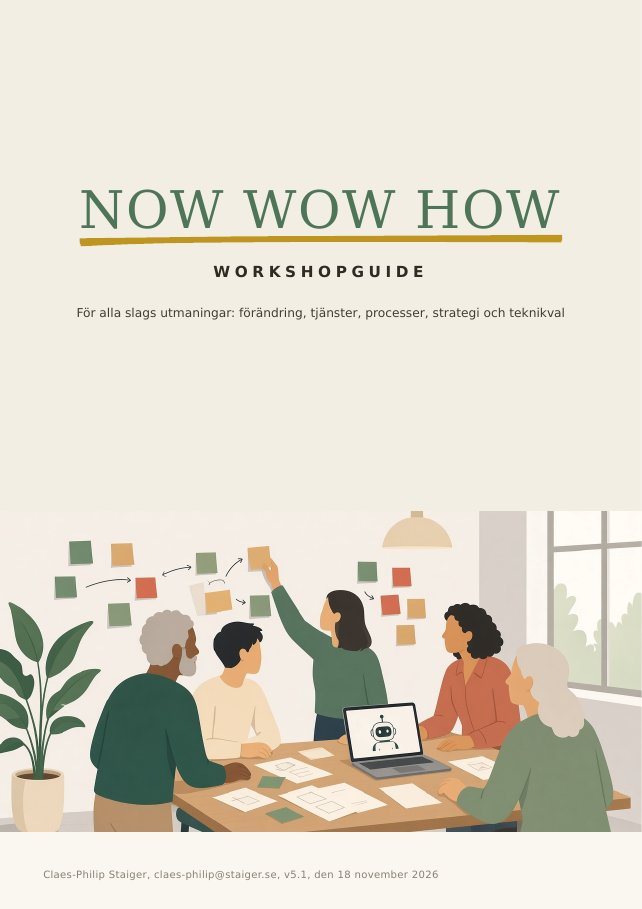 NOW WOW HOW
WORKSHOPGUIDE
För alla slags utmaningar: förändring, tjänster, processer, strategi och teknikval
Claes-Philip Staiger, claes-philip@staiger.se, v5.1, den 18 november 2026